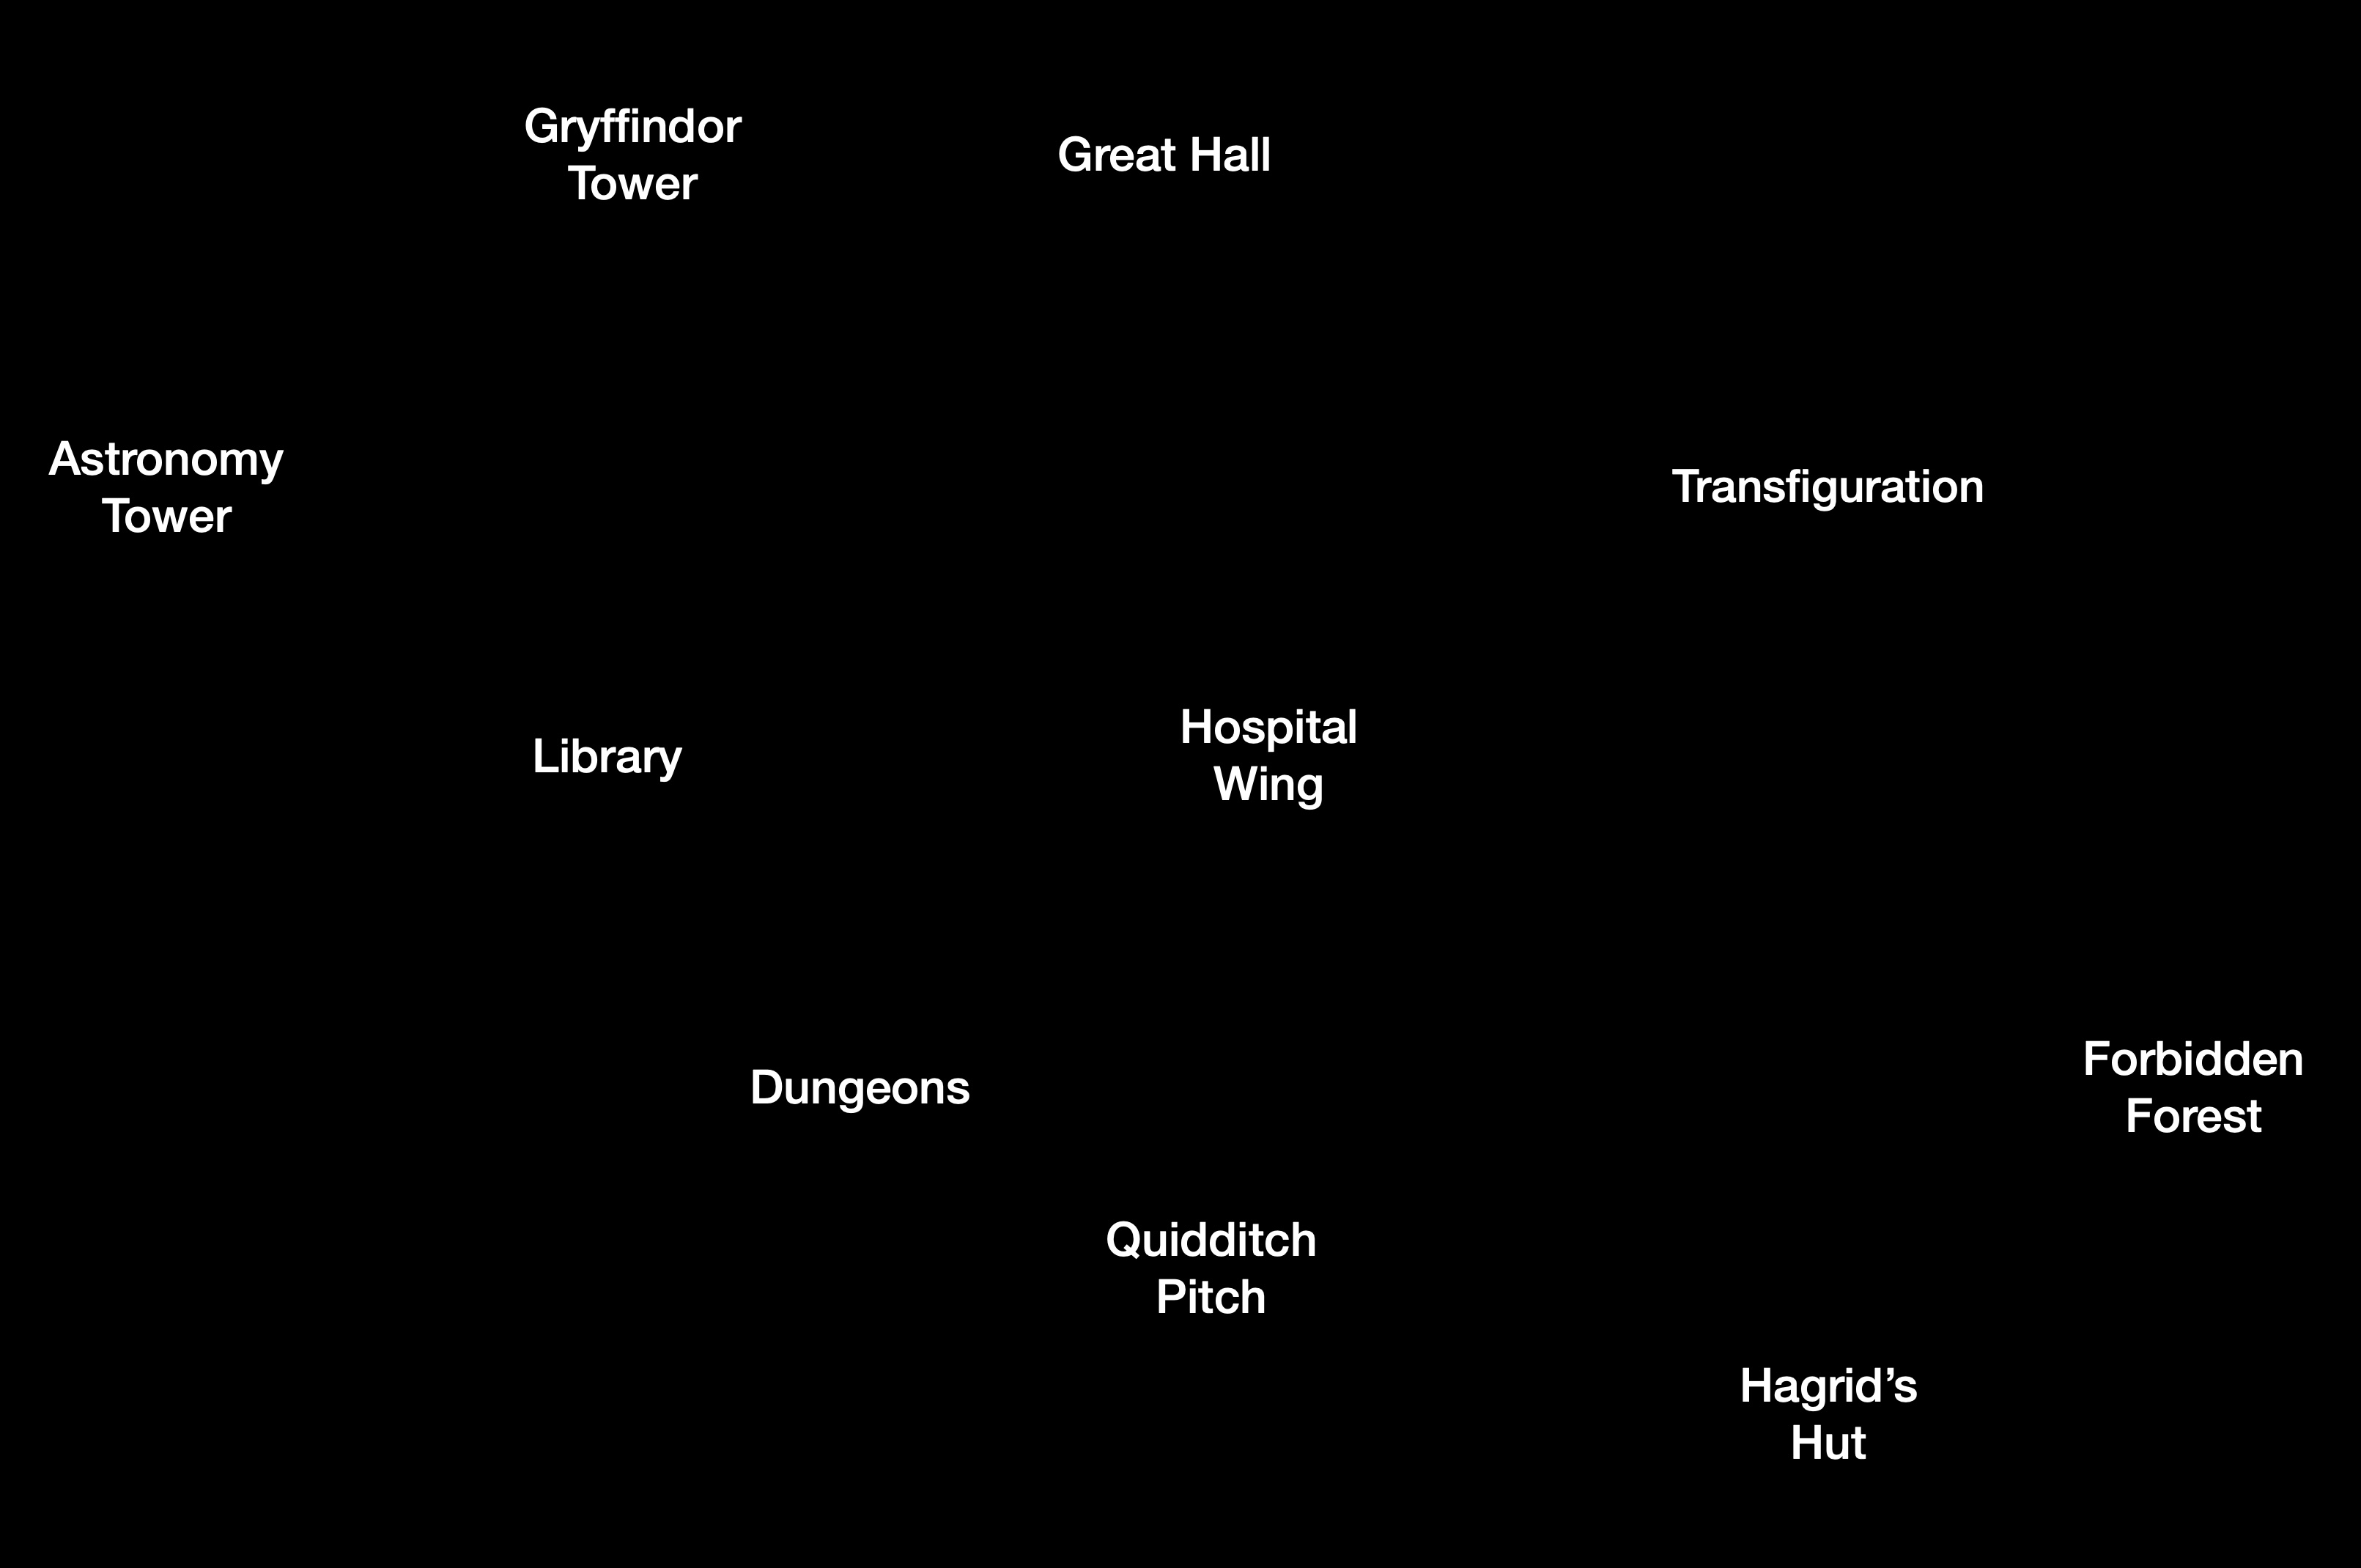 Gryffindor
Tower
Great Hall
Astronomy
Tower
Transfiguration
Library
Hospital
Wing
Dungeons
Forbidden
Forest
Quidditch
Pitch
Hagrid’s
Hut